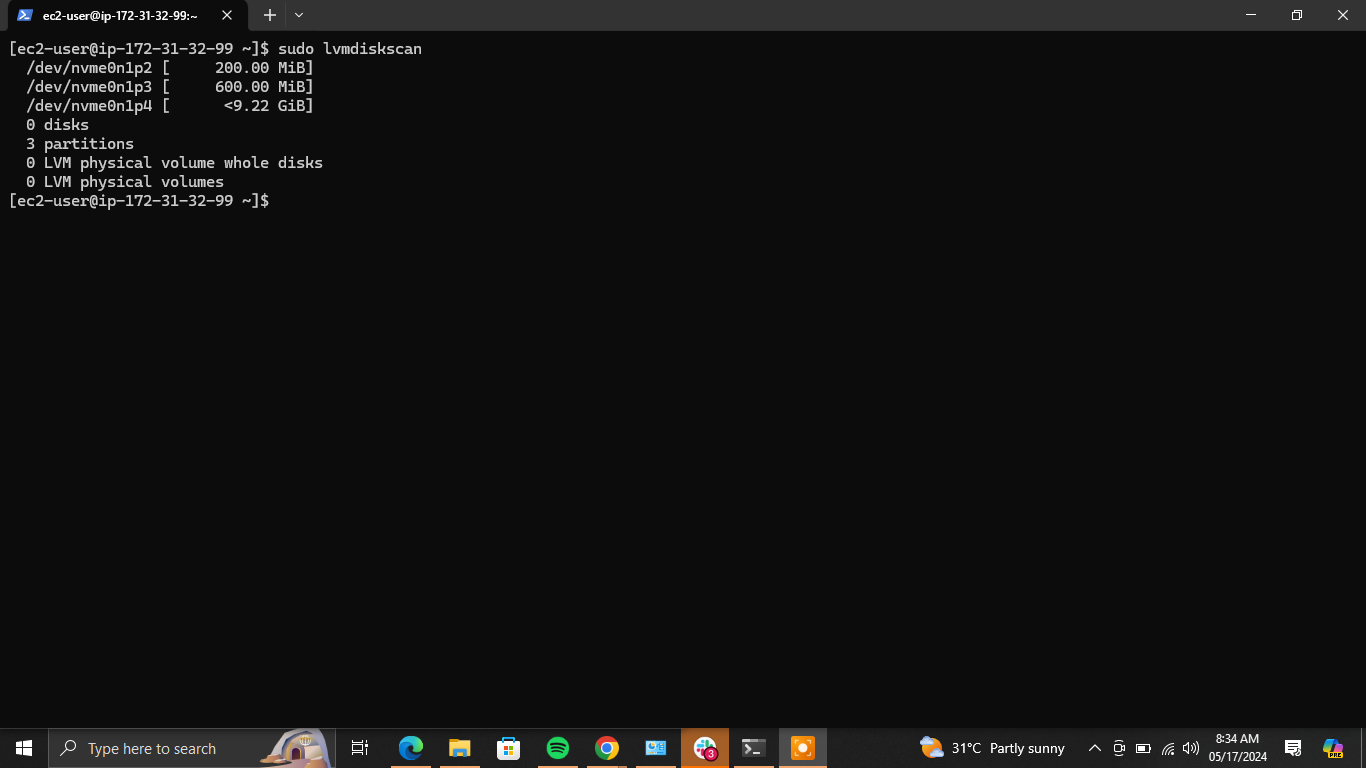 ec2-user@ip-172-31-32-99:~
[ec2-user@ip-172-31-32-99 ~]$ sudo lvmdiskscan
  /dev/nvme0n1p2 [     200.00 MiB]
  /dev/nvme0n1p3 [     600.00 MiB]
  /dev/nvme0n1p4 [      <9.22 GiB]
  0 disks
  3 partitions
  0 LVM physical volume whole disks
  0 LVM physical volumes
[ec2-user@ip-172-31-32-99 ~]$
Type here to search
3
31°C Partly sunny
8:34 AM
05/17/2024
PRE